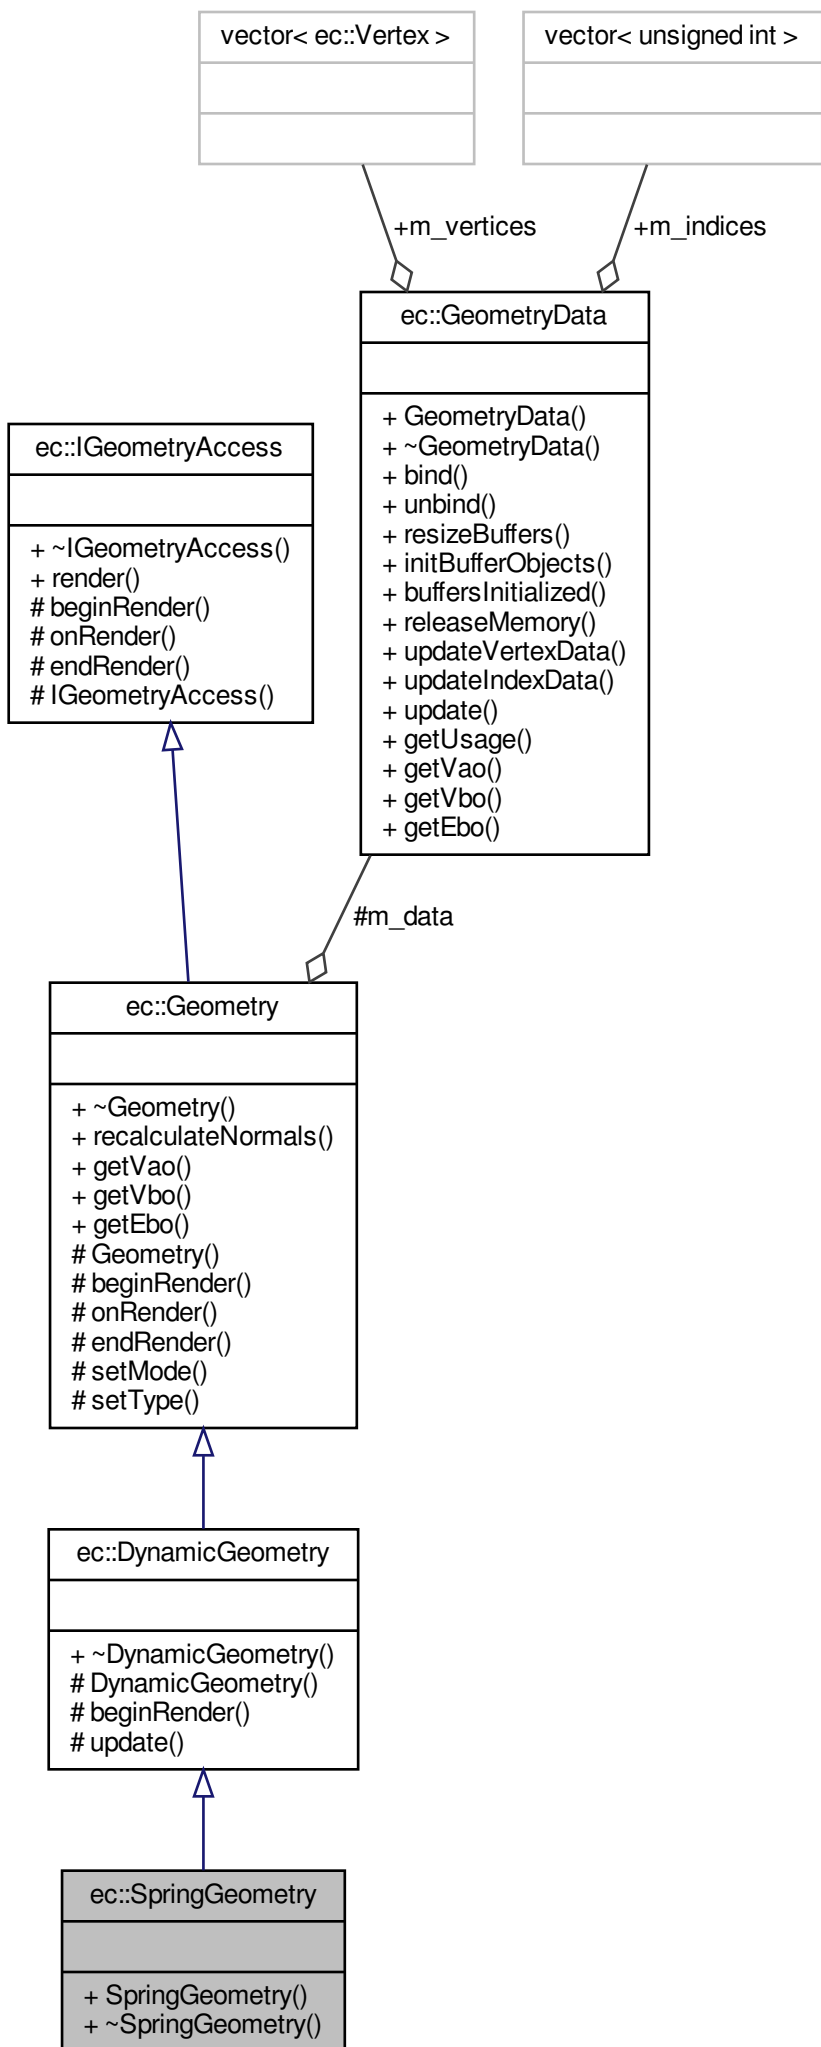 vector< ec::Vertex >
vector< unsigned int >
+m_vertices
+m_indices
ec::GeometryData
+ GeometryData()
+ ~GeometryData()
+ bind()
+ unbind()
+ resizeBuffers()
+ initBufferObjects()
+ buffersInitialized()
+ releaseMemory()
+ updateVertexData()
+ updateIndexData()
+ update()
+ getUsage()
+ getVao()
+ getVbo()
+ getEbo()
ec::IGeometryAccess
+ ~IGeometryAccess()
+ render()
# beginRender()
# onRender()
# endRender()
# IGeometryAccess()
#m_data
ec::Geometry
+ ~Geometry()
+ recalculateNormals()
+ getVao()
+ getVbo()
+ getEbo()
# Geometry()
# beginRender()
# onRender()
# endRender()
# setMode()
# setType()
ec::DynamicGeometry
+ ~DynamicGeometry()
# DynamicGeometry()
# beginRender()
# update()
ec::SpringGeometry
+ SpringGeometry()
+ ~SpringGeometry()